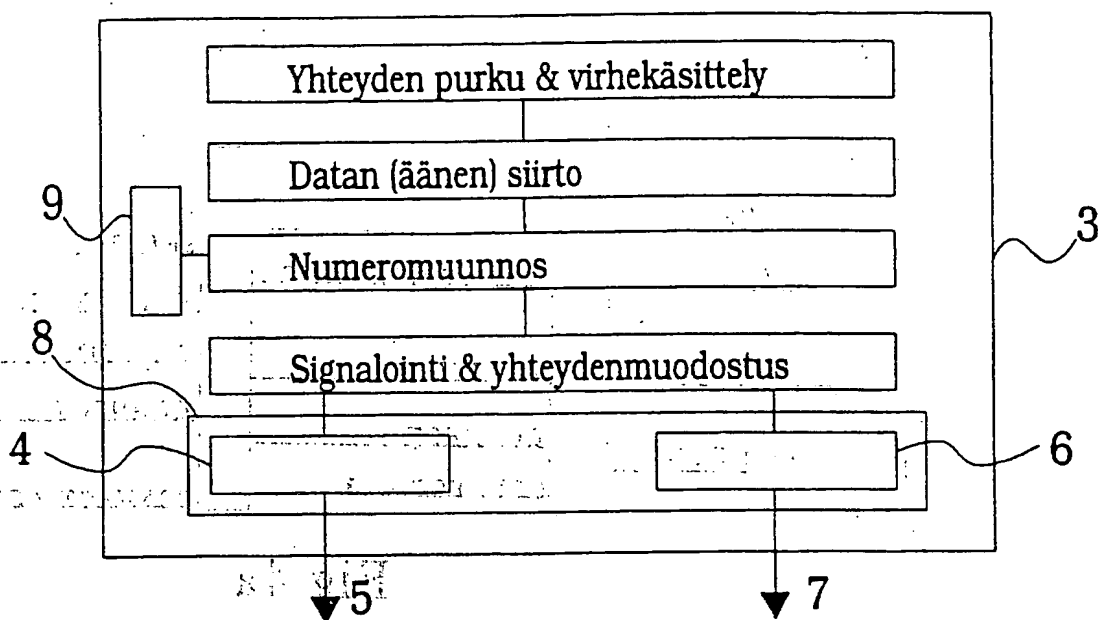 Yhteyden purku & virhekäsittely
Datan (äänen) siirto
9
3
Numeromuunnos
8
Signalointi & yhteydenmuodostus
4
6
5
7